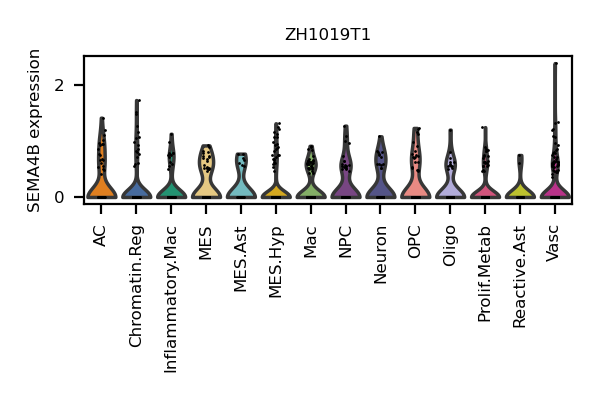 ZH1019T1
SEMA4B expression
2
0
AC
Chromatin.Reg
Inflammatory.Mac
MES
MES.Ast
MES.Hyp
Mac
NPC
Neuron
OPC
Oligo
Prolif.Metab
Reactive.Ast
Vasc